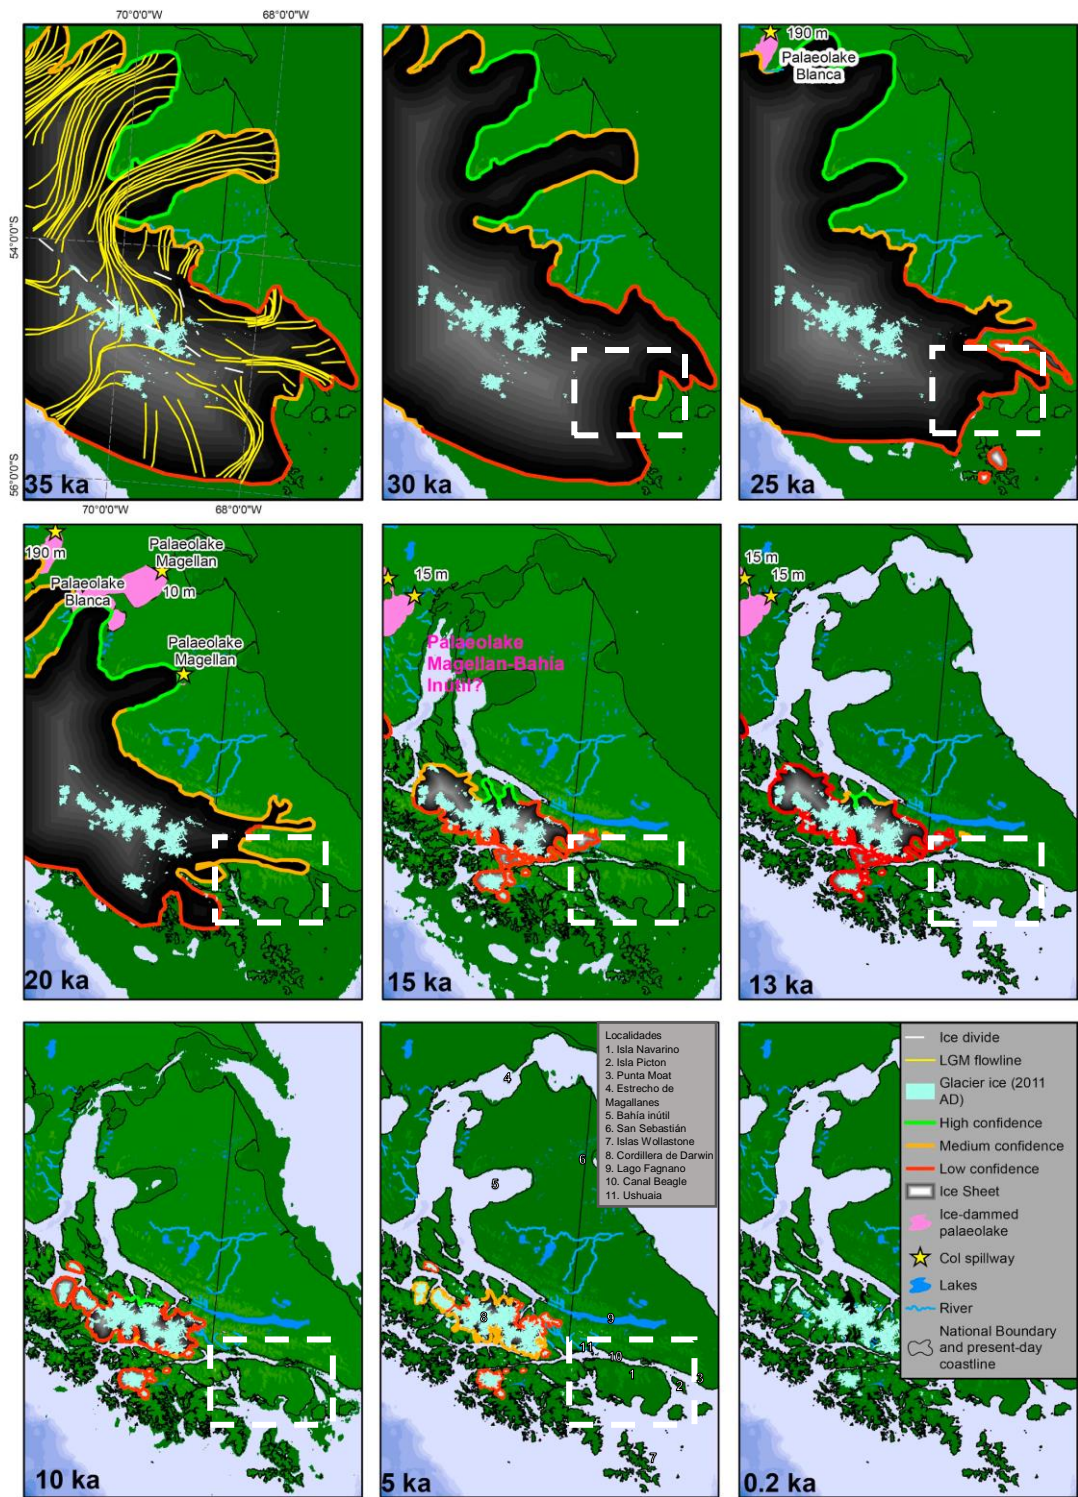 70°0'0"W
68°0'0"W
54°0'0"S
56°0'0"S
35 ka
70°0'0"W
68°0'0"W
30 ka
190 m
Palaeolake
Blanca
25 ka
190 m
Palaeolake
Magellan
Palaeolake
Blanca
10 m
Palaeolake
Magellan
20 ka
15 m
Palaeolake
Magellan-Bahía
Inútil?
15 ka
15 m
15 m
13 ka
10 ka
Localidades
1. Isla Navarino
2. Isla Picton
3. Punta Moat
4. Estrecho de
Magallanes
5. Bahía inútil
6. San Sebastián
7. Islas Wollastone
8. Cordillera de Darwin
9. Lago Fagnano
10. Canal Beagle
11. Ushuaia
4
6
5
8
9
11
10
1
2
3
7
5 ka
Ice divide
LGM flowline
Glacier ice (2011
AD)
High confidence
Medium confidence
Low confidence
Ice Sheet
Ice-dammed
palaeolake
Col spillway
Lakes
River
National Boundary
and present-day
coastline
0.2 ka